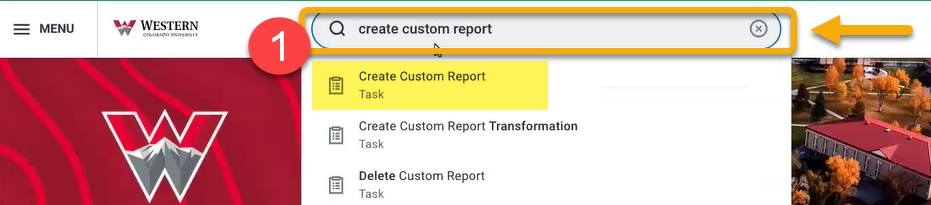 MENU
WESTERN
COLORADO UNIVERSITY
1
create custom report
Create Custom Report
Task
Create Custom Report Transformation
Task
Delete Custom Report
Task